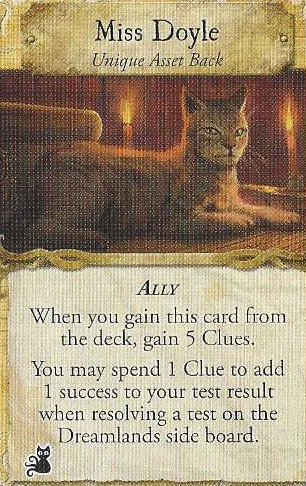 Miss Doyle
Unique Asset Back
ALLY
When you gain this card from
the deck, gain 5 Clues.
You may spend 1 Clue to add
1 success to your test result
when resolving a test on the
Dreamlands side board.